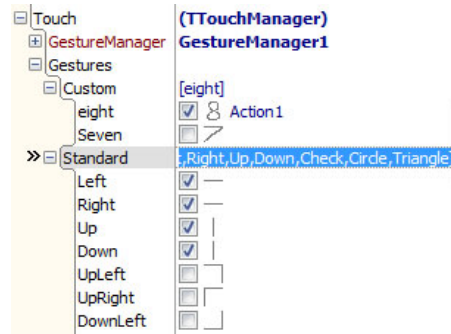 Touch (TTouchManager)
GestureManager GestureManager1
Gestures
Custom [eight]
eight Action1
Seven
Standard ,Right,Up,Down,Check,Circle,Triangle
Left
Right
Up
Down
UpLeft
UpRight
DownLeft